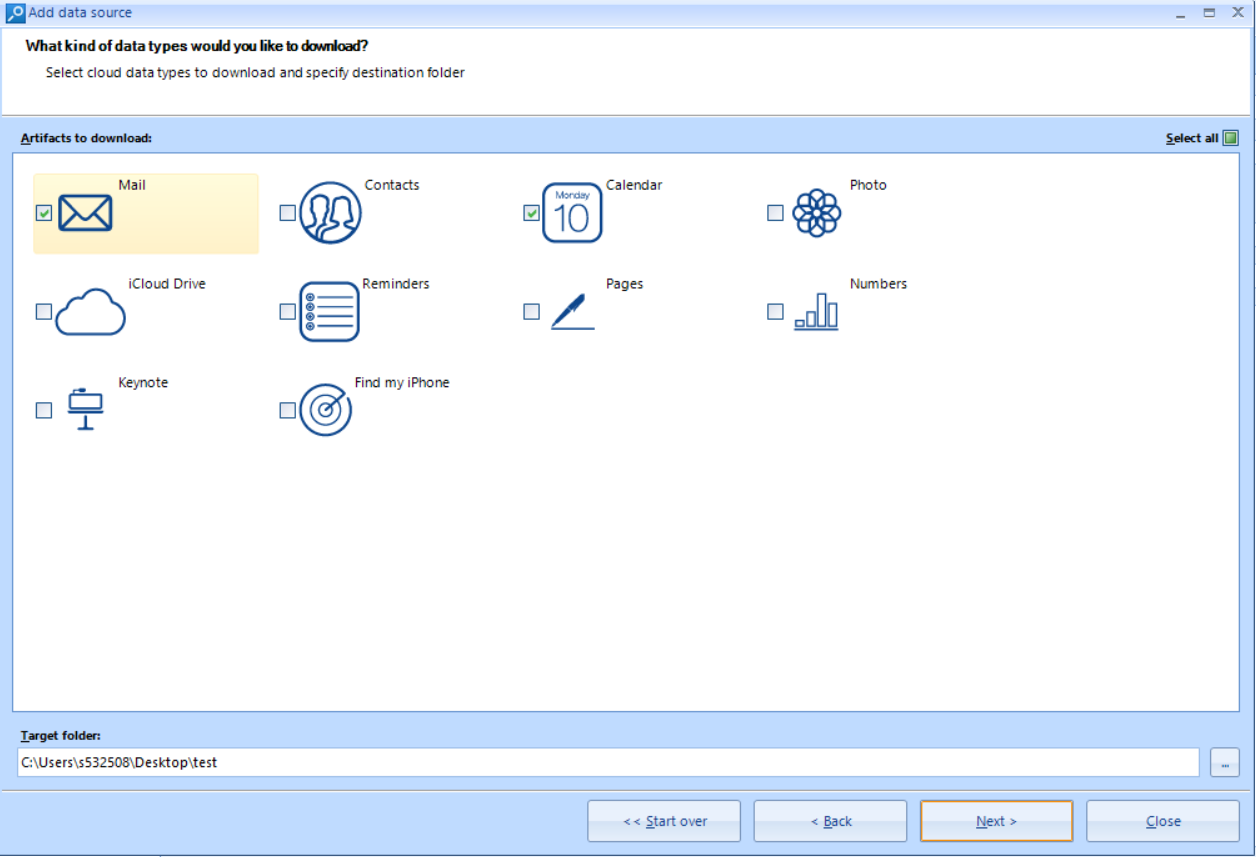 Add data source
What kind of data types would you like to download?
Select cloud data types to download and specify destination folder
Artifacts to download:
Select all
Mail
Contacts
Calendar
Photo
Monday
10
iCloud Drive
Reminders
Pages
Numbers
Keynote
Find my iPhone
Target folder:
C:\Users\s532508\Desktop\test
...
<< Start over
< Back
Next >
Close